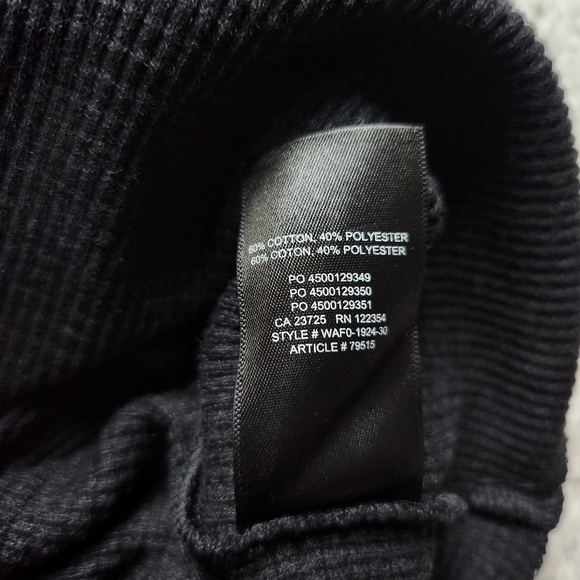 60% COTTON, 40% POLYESTER
60% COTON, 40% POLYESTER
PO 4500129349
PO 4500129350
PO 4500129351
CA 23725 RN 122354
STYLE # WAF0-1924-30
ARTICLE # 79515